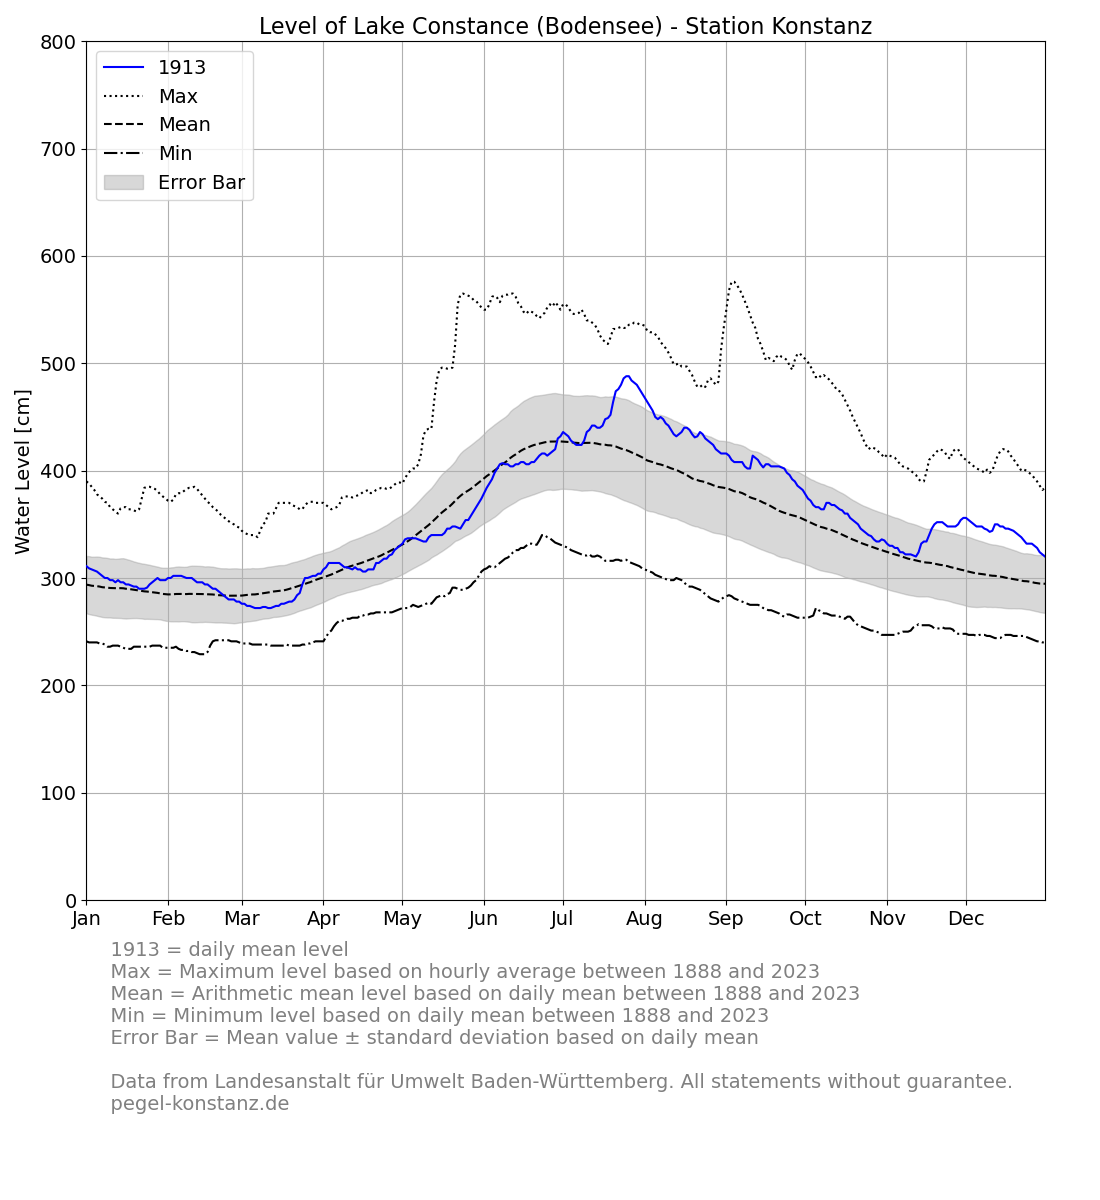 Level of Lake Constance (Bodensee) - Station Konstanz
800
700
600
500
400
300
200
100
0
Water Level [cm]
1913
Max
Mean
Min
Error Bar
Jan Feb Mar Apr May Jun Jul Aug Sep Oct Nov Dec
1913 = daily mean level
Max = Maximum level based on hourly average between 1888 and 2023
Mean = Arithmetic mean level based on daily mean between 1888 and 2023
Min = Minimum level based on daily mean between 1888 and 2023
Error Bar = Mean value ± standard deviation based on daily mean
Data from Landesanstalt für Umwelt Baden-Württemberg. All statements without guarantee.
pegel-konstanz.de